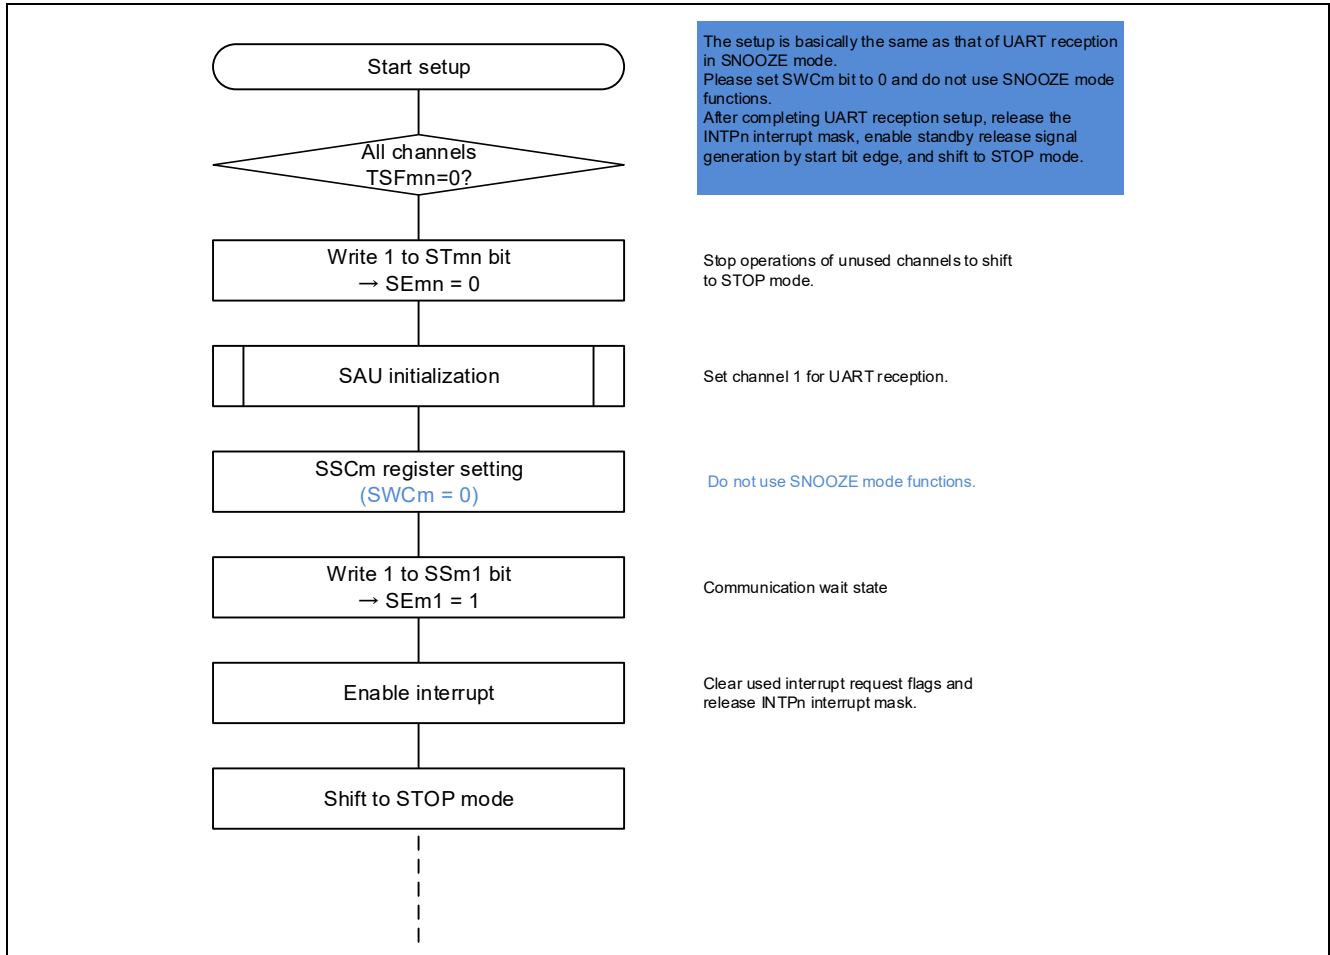 Start setup
The setup is basically the same as that of UART reception
in SNOOZE mode.
Please set SWCm bit to 0 and do not use SNOOZE mode
functions.
After completing UART reception setup, release the
INTPn interrupt mask, enable standby release signal
generation by start bit edge, and shift to STOP mode.
All channels
TSFmn=0?
Write 1 to STmn bit
→ SEmn = 0
Stop operations of unused channels to shift
to STOP mode.
SAU initialization
Set channel 1 for UART reception.
SSCm register setting
(SWCm = 0)
Do not use SNOOZE mode functions.
Write 1 to SSm1 bit
→ SEm1 = 1
Communication wait state
Enable interrupt
Clear used interrupt request flags and
release INTPn interrupt mask.
Shift to STOP mode